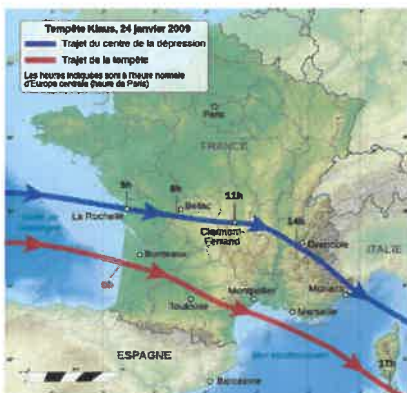 Tempête Klaus, 24 janvier 2009
Trajet du centre de la dépression
Trajet de la tempête
Les heures indiquées sont à l'heure normale
d'Europe centrale (heure de Paris)
Paris
FRANCE
5h
8h
11h
La Rochelle
Bellac
Clermont-
Ferrand
14h
Grenoble
ITALIE
Bordeaux
Monaco
Montpellier
Toulouse
Marseille
ESPAGNE
17h
Barcelone